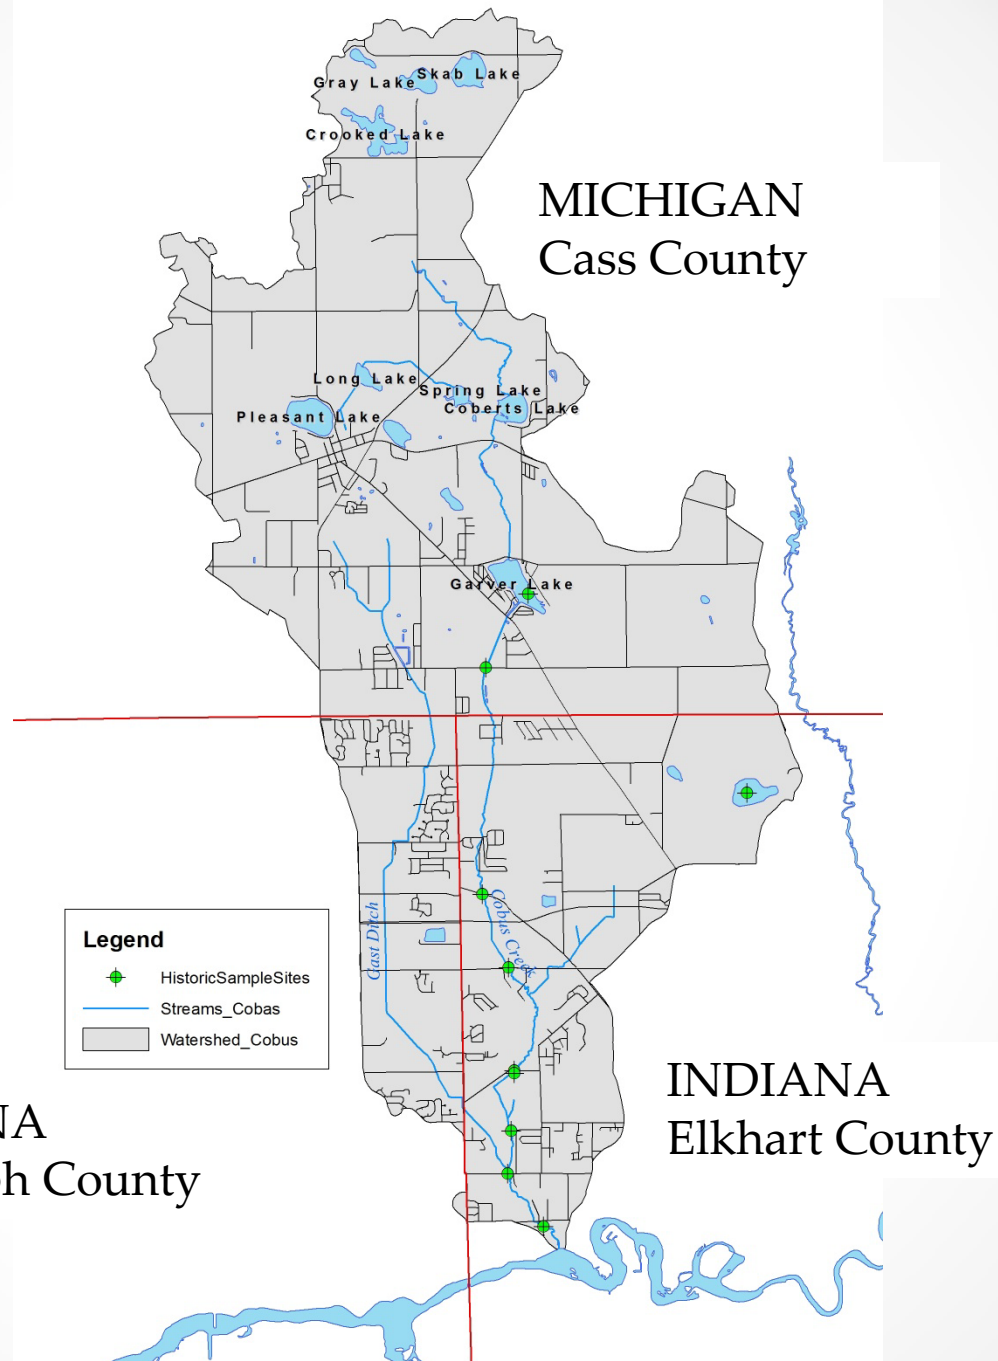 Gray Lake
Skab Lake
Crooked Lake
MICHIGAN
Cass County
Long Lake
Spring Lake
Pleasant Lake
Coberts Lake
Garver Lake
Gast Ditch
Cobus Creek
Legend
HistoricSampleSites
Streams_Cobas
Watershed_Cobus
INDIANA
Elkhart County
NA
h County